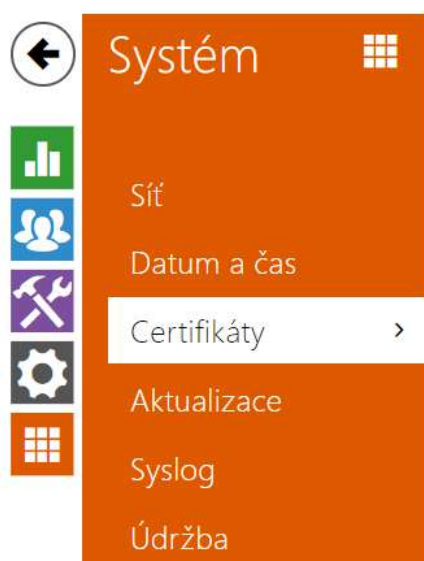 Systém
Síť
Datum a čas
Certifikáty
Aktualizace
Syslog
Údržba